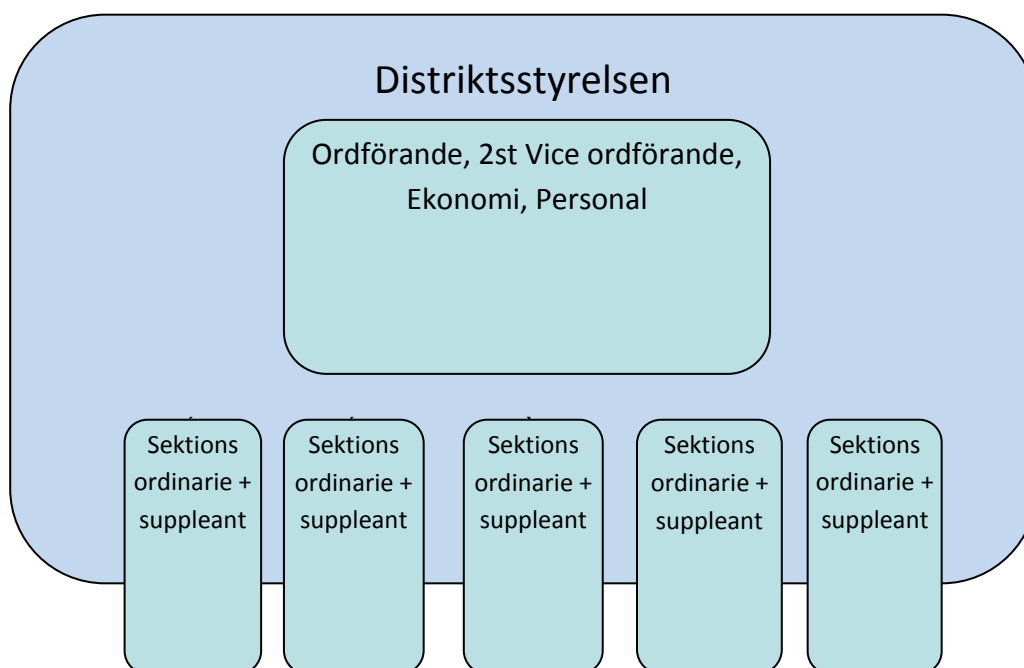 Distriktsstyrelsen
Ordförande, 2st Vice ordförande,
Ekonomi, Personal
Sektions
ordinarie +
suppleant
Sektions
ordinarie +
suppleant
Sektions
ordinarie +
suppleant
Sektions
ordinarie +
suppleant
Sektions
ordinarie +
suppleant